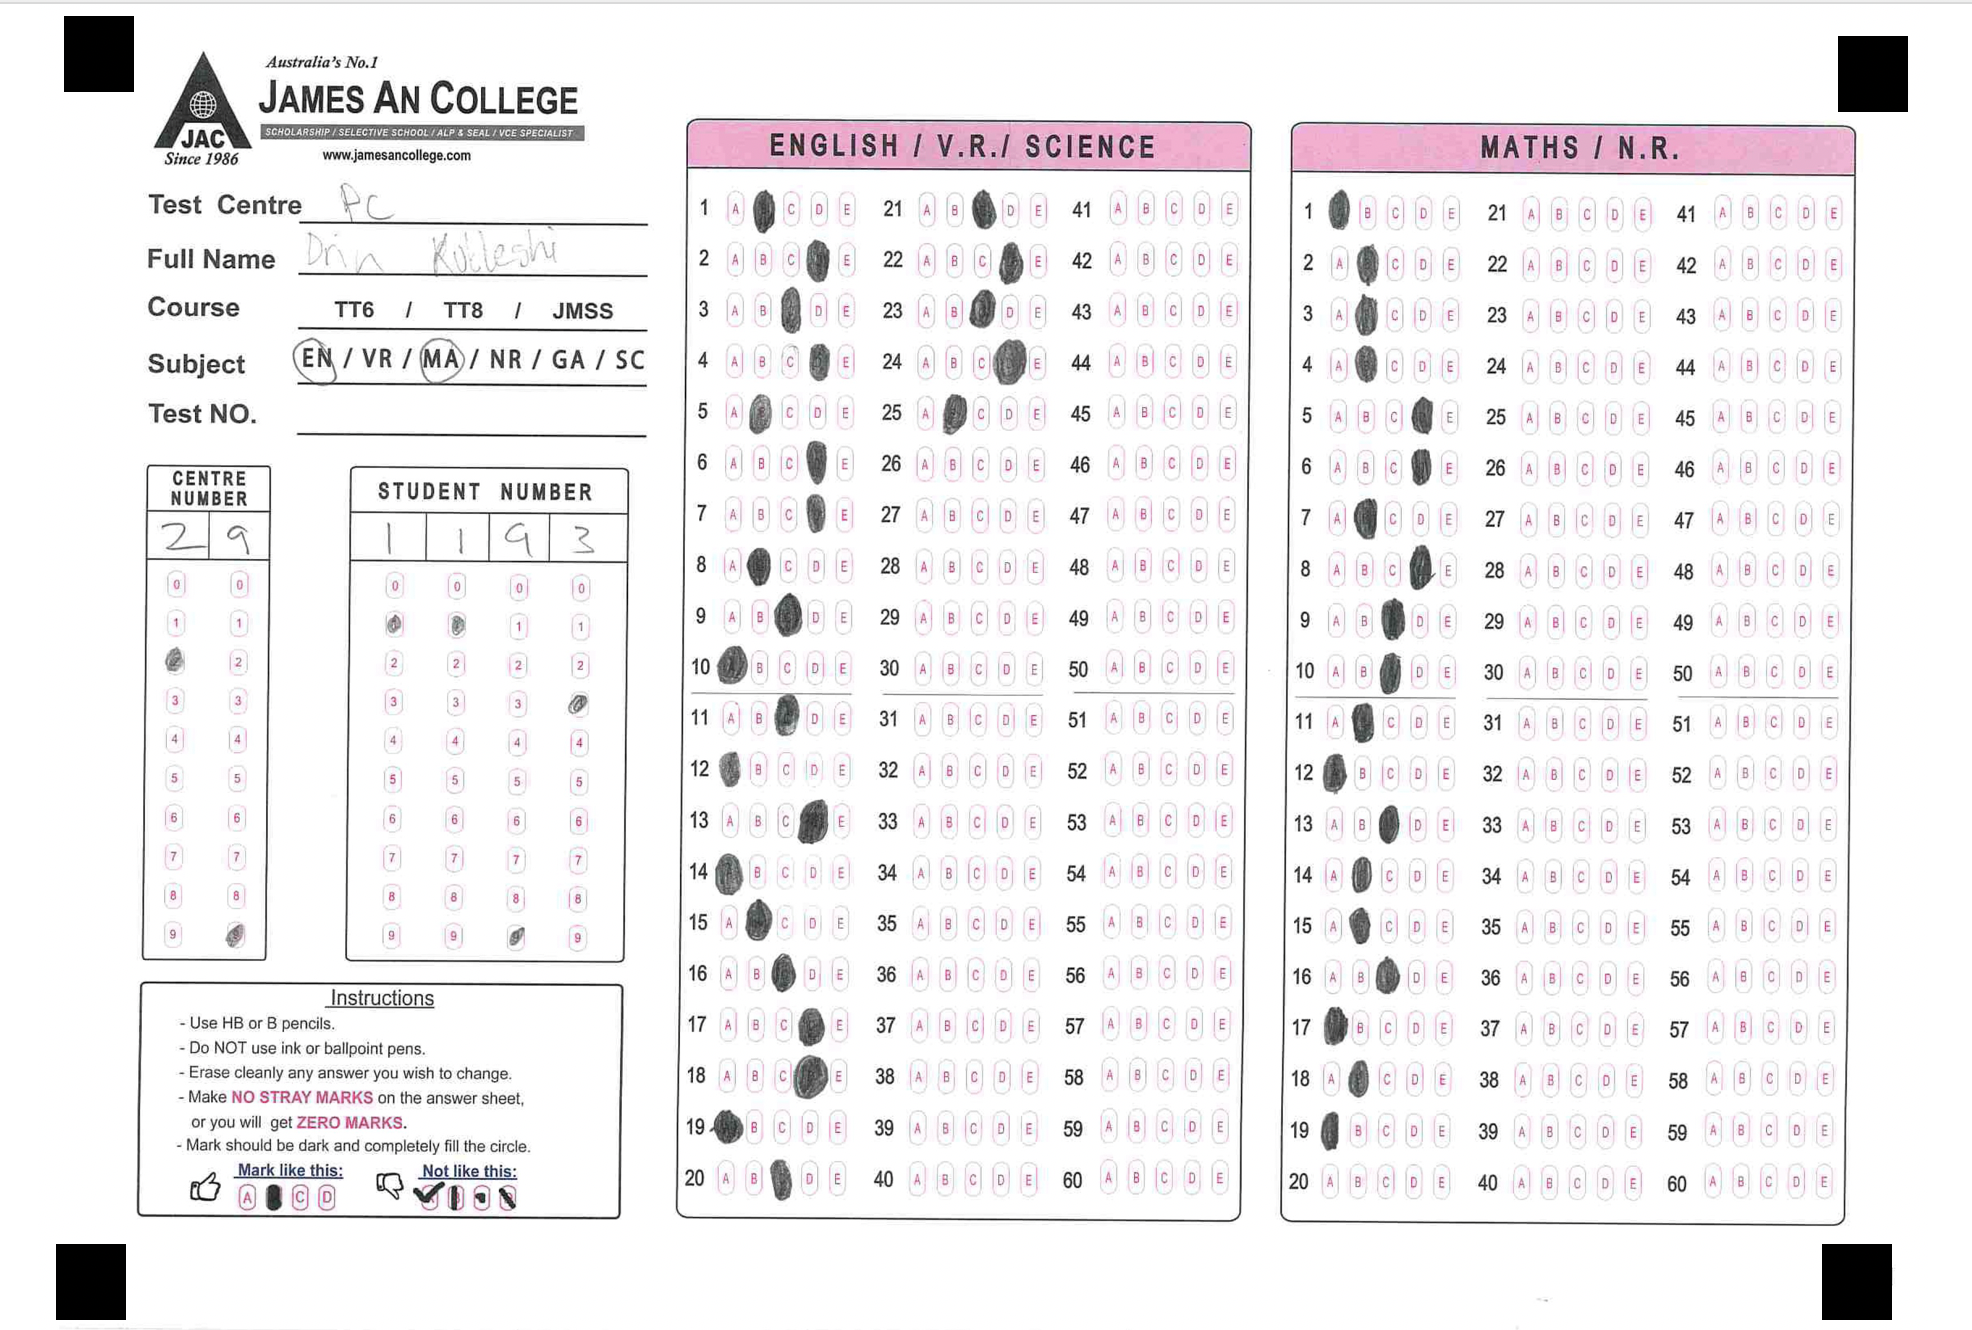 Australia's No.1
JAMES AN COLLEGE
SCHOLARSHIP / SELECTIVE SCHOOL / ALP & SEAL / VCE SPECIALIST
JAC
Since 1986
www.jamesancollege.com
Test Centre PC
Full Name Drin
Course TT6 / TT8 / JMSS
Subject EN / VR / MA / NR / GA / SC
Test NO.
CENTRE NUMBER
2 9
0 0
1 1
2
3 3
4 4
5 5
6 6
7 7
8 8
9
STUDENT NUMBER
1 1 9 3
0 0 0 0
1 1
2 2 2 2
3 3 3
4 4 4 4
5 5 5 5
6 6 6 6
7 7 7 7
8 8 8 8
9 9 9
Instructions
- Use HB or B pencils.
- Do NOT use ink or ballpoint pens.
- Erase cleanly any answer you wish to change.
- Make NO STRAY MARKS on the answer sheet,
or you will get ZERO MARKS.
- Mark should be dark and completely fill the circle.
Mark like this: Not like this:
A C D
ENGLISH / V.R./ SCIENCE
1 A C D E 21 A B D E 41 A B C D E
2 A B C E 22 A B C E 42 A B C D E
3 A B D E 23 A B D E 43 A B C D E
4 A B C E 24 A B C E 44 A B C D E
5 A C D E 25 A C D E 45 A B C D E
6 A B C E 26 A B C D E 46 A B C D E
7 A B C E 27 A B C D E 47 A B C D E
8 A C D E 28 A B C D E 48 A B C D E
9 A B D E 29 A B C D E 49 A B C D E
10 B C D E 30 A B C D E 50 A B C D E
11 A B D E 31 A B C D E 51 A B C D E
12 B C D E 32 A B C D E 52 A B C D E
13 A B C E 33 A B C D E 53 A B C D E
14 B C D E 34 A B C D E 54 A B C D E
15 A C D E 35 A B C D E 55 A B C D E
16 A B D E 36 A B C D E 56 A B C D E
17 A B C E 37 A B C D E 57 A B C D E
18 A B C E 38 A B C D E 58 A B C D E
19 B C D E 39 A B C D E 59 A B C D E
20 A B D E 40 A B C D E 60 A B C D E
MATHS / N.R.
1 B C D E 21 A B C D E 41 A B C D E
2 A C D E 22 A B C D E 42 A B C D E
3 A C D E 23 A B C D E 43 A B C D E
4 A C D E 24 A B C D E 44 A B C D E
5 A B C E 25 A B C D E 45 A B C D E
6 A B C E 26 A B C D E 46 A B C D E
7 A C D E 27 A B C D E 47 A B C D E
8 A B C E 28 A B C D E 48 A B C D E
9 A B D E 29 A B C D E 49 A B C D E
10 A B D E 30 A B C D E 50 A B C D E
11 A C D E 31 A B C D E 51 A B C D E
12 B C D E 32 A B C D E 52 A B C D E
13 A B D E 33 A B C D E 53 A B C D E
14 A C D E 34 A B C D E 54 A B C D E
15 A C D E 35 A B C D E 55 A B C D E
16 A B D E 36 A B C D E 56 A B C D E
17 B C D E 37 A B C D E 57 A B C D E
18 A C D E 38 A B C D E 58 A B C D E
19 B C D E 39 A B C D E 59 A B C D E
20 A B C D E 40 A B C D E 60 A B C D E